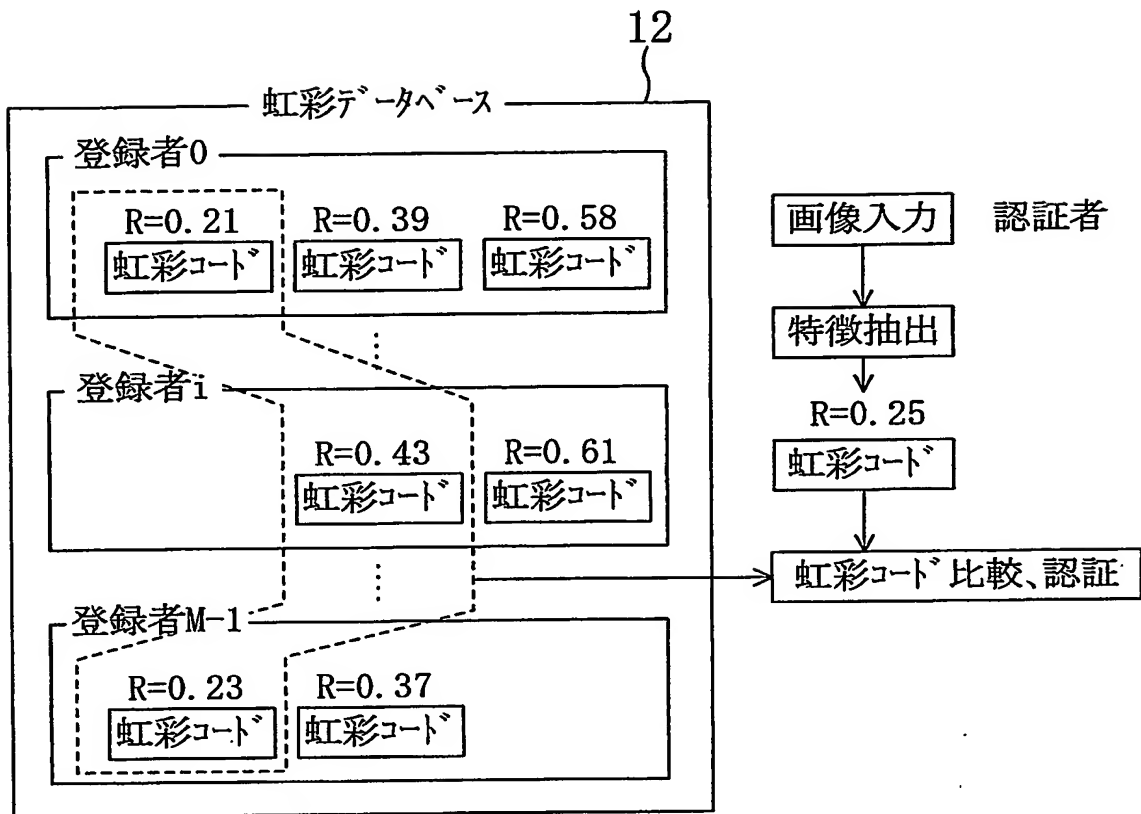 12
虹彩データベース
登録者0
R=0.21 R=0.39 R=0.58
虹彩コード 虹彩コード 虹彩コード
登録者i
R=0.43 R=0.61
虹彩コード 虹彩コード
登録者M-1
R=0.23 R=0.37
虹彩コード 虹彩コード
画像入力 認証者
特徴抽出
R=0.25
虹彩コード
虹彩コード比較、認証